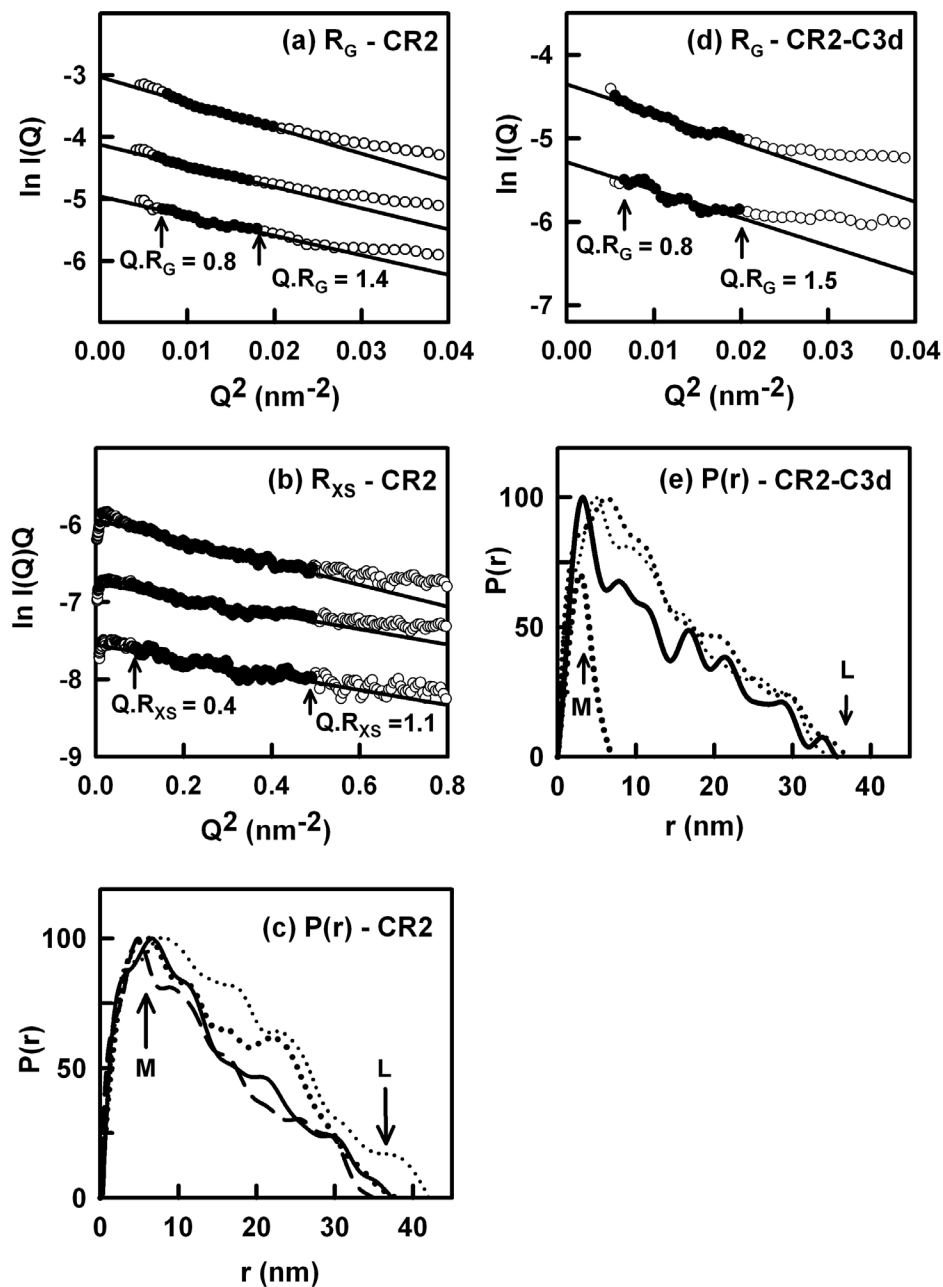 (a) RG - CR2
-3
-4
-5
-6
ln I(Q)
Q.RG = 0.8
Q.RG = 1.4
0.00 0.01 0.02 0.03 0.04
Q2 (nm-2)
(d) RG - CR2-C3d
-4
-5
-6
-7
ln I(Q)
Q.RG = 0.8
Q.RG = 1.5
0.00 0.01 0.02 0.03 0.04
Q2 (nm-2)
(b) RXS - CR2
-6
-7
-8
-9
ln I(Q)Q
Q.RXS = 0.4
Q.RXS =1.1
0.0 0.2 0.4 0.6 0.8
Q2 (nm-2)
(e) P(r) - CR2-C3d
100
50
0
P(r)
M
L
0 10 20 30 40
r (nm)
(c) P(r) - CR2
100
50
0
P(r)
M
L
0 10 20 30 40
r (nm)